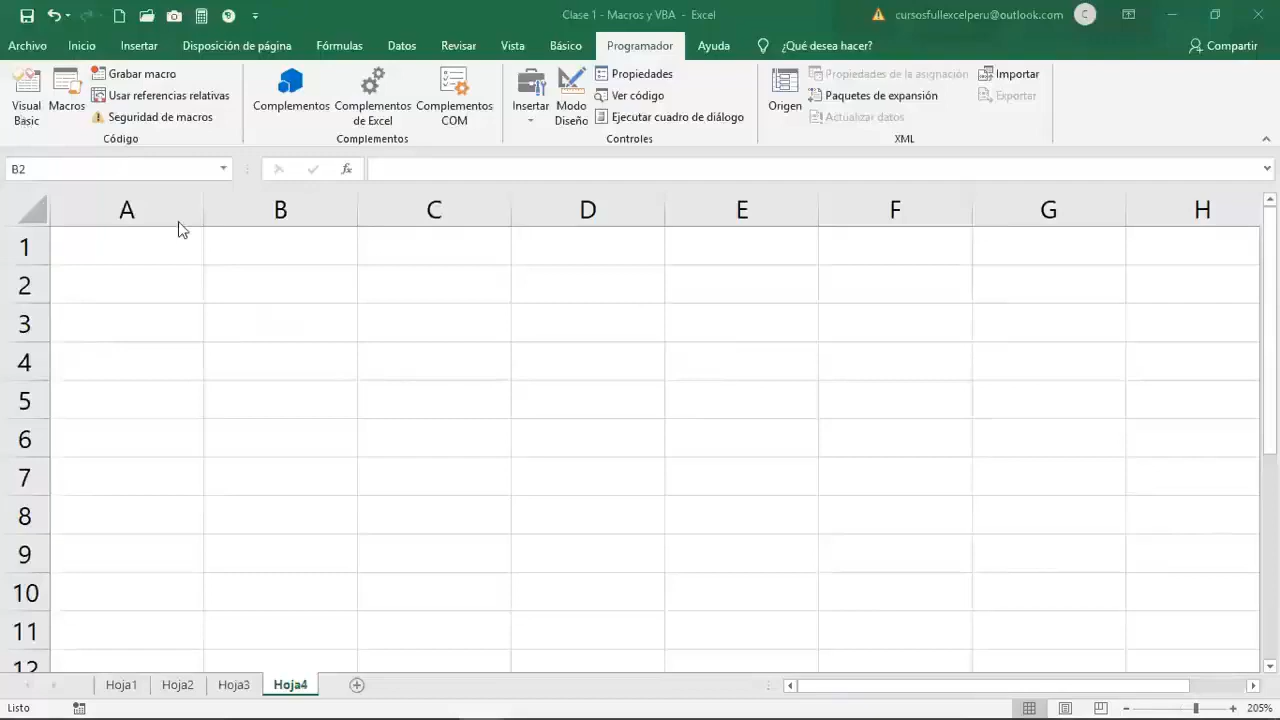 Clase 1 - Macros y VBA - Excel
cursosfullexcelperu@outlook.com C
Archivo Inicio Insertar Disposición de página Fórmulas Datos Revisar Vista Básico Programador Ayuda ¿Qué desea hacer? Compartir
Visual Basic
Macros
Grabar macro
Usar referencias relativas
Seguridad de macros
Código
Complementos
Complementos de Excel
Complementos COM
Complementos
Insertar
Modo Diseño
Propiedades
Ver código
Ejecutar cuadro de diálogo
Controles
Origen
Propiedades de la asignación
Paquetes de expansión
Actualizar datos
Importar
Exportar
XML
B2 fx
A B C D E F G H
1
2
3
4
5
6
7
8
9
10
11
12
Hoja1 Hoja2 Hoja3 Hoja4
Listo 205%